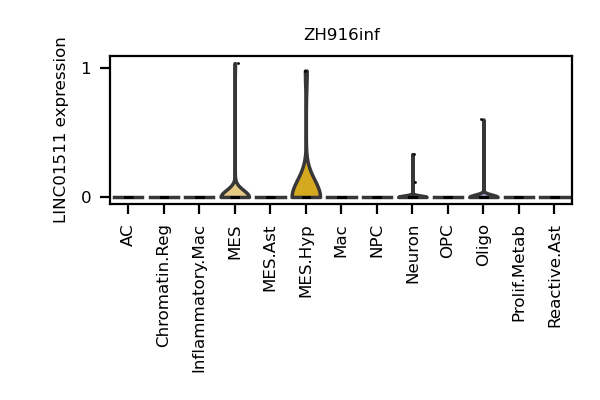 ZH916inf
LINC01511 expression
1
0
AC
Chromatin.Reg
Inflammatory.Mac
MES
MES.Ast
MES.Hyp
Mac
NPC
Neuron
OPC
Oligo
Prolif.Metab
Reactive.Ast